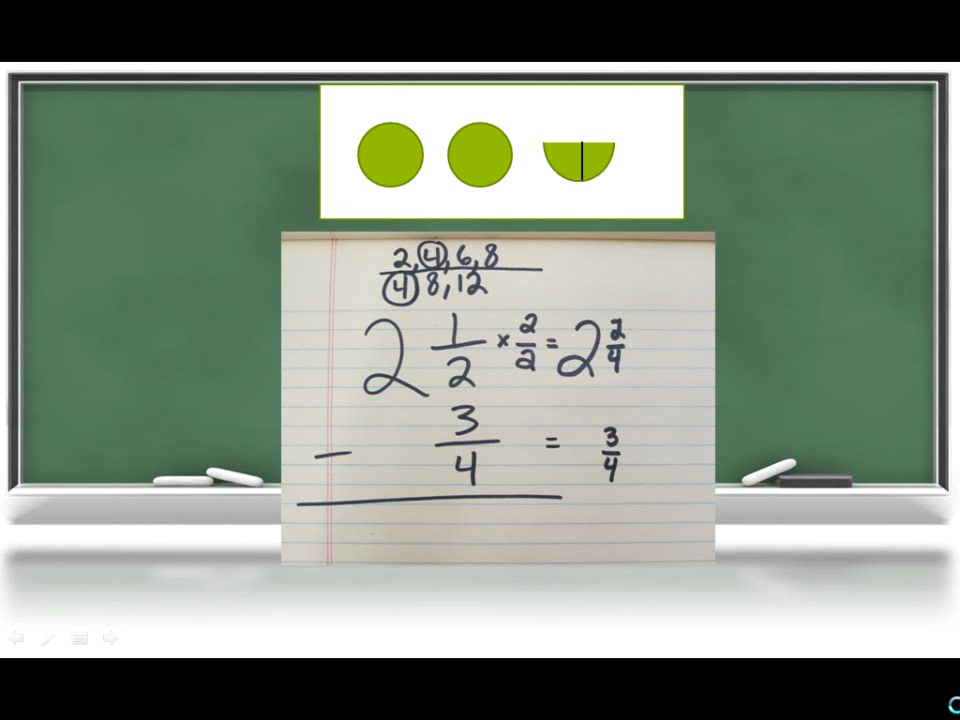 2, 4, 6, 8
4 8, 12
2 1/2 × 2/2 = 2 2/4
- 3/4 = 3/4